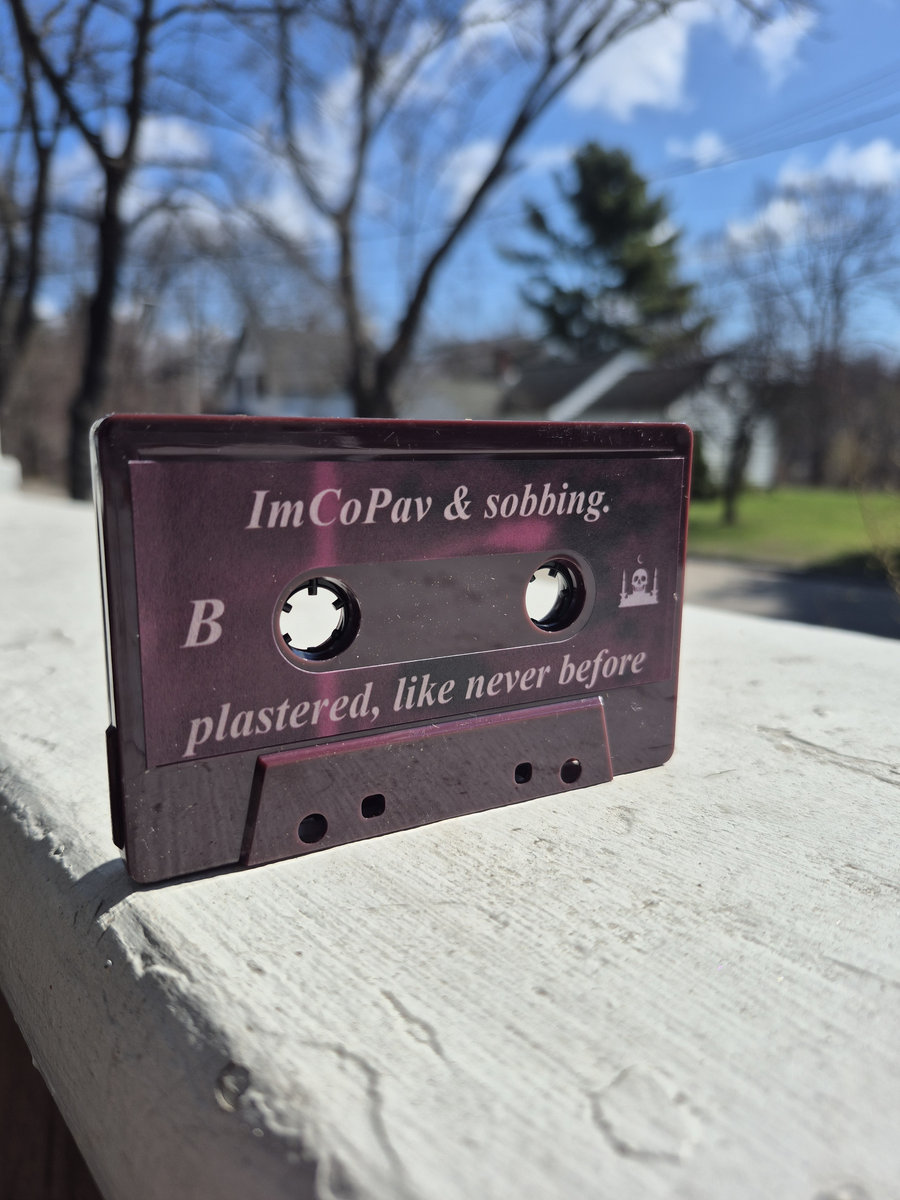 ImCoPav & sobbing.
B
plastered, like never before